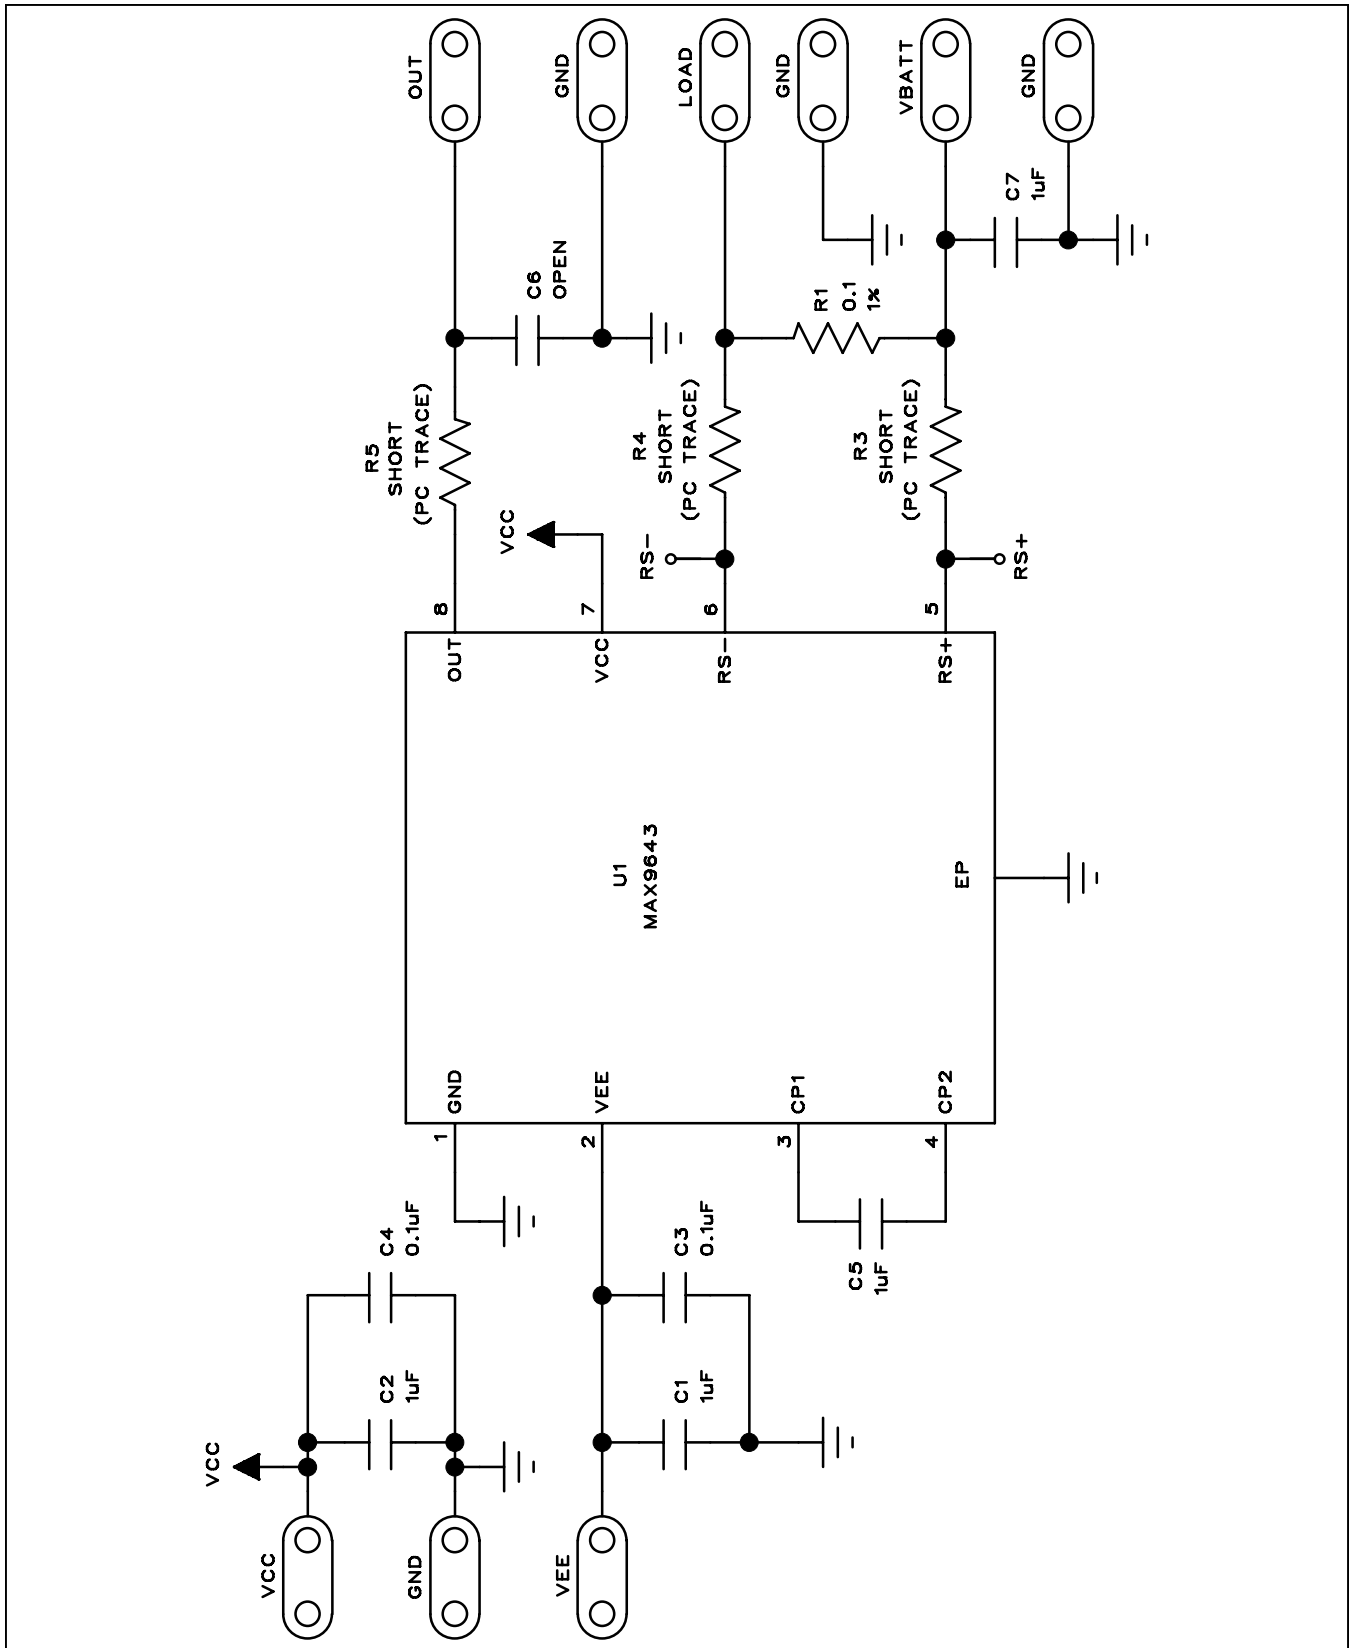 VCC
VCC
C2
1uF
C4
0.1uF
GND
VEE
C1
1uF
C3
0.1uF
C5
1uF
1
GND
2
VEE
3
CP1
4
CP2
U1
MAX9643
EP
OUT
8
VCC
7
RS-
6
RS+
5
VCC
RS-
RS+
R5
SHORT
(PC TRACE)
R4
SHORT
(PC TRACE)
R3
SHORT
(PC TRACE)
C6
OPEN
R1
0.1
1%
C7
1uF
OUT
GND
LOAD
GND
VBATT
GND